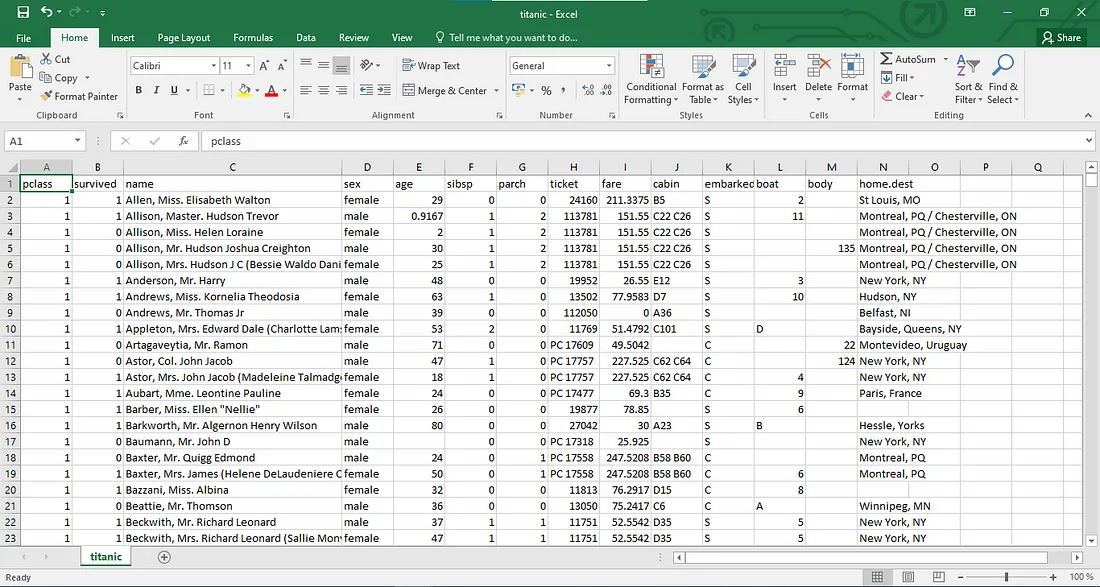 titanic - Excel
File Home Insert Page Layout Formulas Data Review View Tell me what you want to do... Share
Paste Cut Copy Format Painter Clipboard
Calibri 11 A A B I U A Font
Wrap Text Merge & Center Alignment
General % , Number
Conditional Formatting Format as Table Cell Styles Styles
Insert Delete Format Cells
AutoSum Fill Clear Sort & Filter Find & Select Editing
A1 fx pclass
A B C D E F G H I J K L M N O P Q
1 pclass survived name sex age sibsp parch ticket fare cabin embarked boat body home.dest
2 1 1 Allen, Miss. Elisabeth Walton female 29 0 0 24160 211.3375 B5 S 2 St Louis, MO
3 1 1 Allison, Master. Hudson Trevor male 0.9167 1 2 113781 151.55 C22 C26 S 11 Montreal, PQ / Chesterville, ON
4 1 0 Allison, Miss. Helen Loraine female 2 1 2 113781 151.55 C22 C26 S Montreal, PQ / Chesterville, ON
5 1 0 Allison, Mr. Hudson Joshua Creighton male 30 1 2 113781 151.55 C22 C26 S 135 Montreal, PQ / Chesterville, ON
6 1 0 Allison, Mrs. Hudson J C (Bessie Waldo Dani female 25 1 2 113781 151.55 C22 C26 S Montreal, PQ / Chesterville, ON
7 1 1 Anderson, Mr. Harry male 48 0 0 19952 26.55 E12 S 3 New York, NY
8 1 1 Andrews, Miss. Kornelia Theodosia female 63 1 0 13502 77.9583 D7 S 10 Hudson, NY
9 1 0 Andrews, Mr. Thomas Jr male 39 0 0 112050 0 A36 S Belfast, NI
10 1 1 Appleton, Mrs. Edward Dale (Charlotte Lam female 53 2 0 11769 51.4792 C101 S D Bayside, Queens, NY
11 1 0 Artagaveytia, Mr. Ramon male 71 0 0 PC 17609 49.5042 C 22 Montevideo, Uruguay
12 1 0 Astor, Col. John Jacob male 47 1 0 PC 17757 227.525 C62 C64 C 124 New York, NY
13 1 1 Astor, Mrs. John Jacob (Madeleine Talmadg female 18 1 0 PC 17757 227.525 C62 C64 C 4 New York, NY
14 1 1 Aubart, Mme. Leontine Pauline female 24 0 0 PC 17477 69.3 B35 C 9 Paris, France
15 1 1 Barber, Miss. Ellen "Nellie" female 26 0 0 19877 78.85 S 6
16 1 1 Barkworth, Mr. Algernon Henry Wilson male 80 0 0 27042 30 A23 S B Hessle, Yorks
17 1 0 Baumann, Mr. John D male 0 0 PC 17318 25.925 S New York, NY
18 1 0 Baxter, Mr. Quigg Edmond male 24 0 1 PC 17558 247.5208 B58 B60 C Montreal, PQ
19 1 1 Baxter, Mrs. James (Helene DeLaudeniere C female 50 0 1 PC 17558 247.5208 B58 B60 C 6 Montreal, PQ
20 1 1 Bazzani, Miss. Albina female 32 0 0 11813 76.2917 D15 C 8
21 1 0 Beattie, Mr. Thomson male 36 0 0 13050 75.2417 C6 C A Winnipeg, MN
22 1 1 Beckwith, Mr. Richard Leonard male 37 1 1 11751 52.5542 D35 S 5 New York, NY
23 1 1 Beckwith, Mrs. Richard Leonard (Sallie Mon female 47 1 1 11751 52.5542 D35 S 5 New York, NY
titanic
Ready 100 %